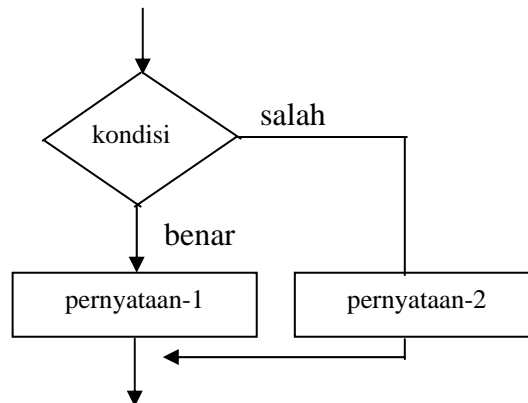 kondisi
salah
benar
pernyataan-1
pernyataan-2